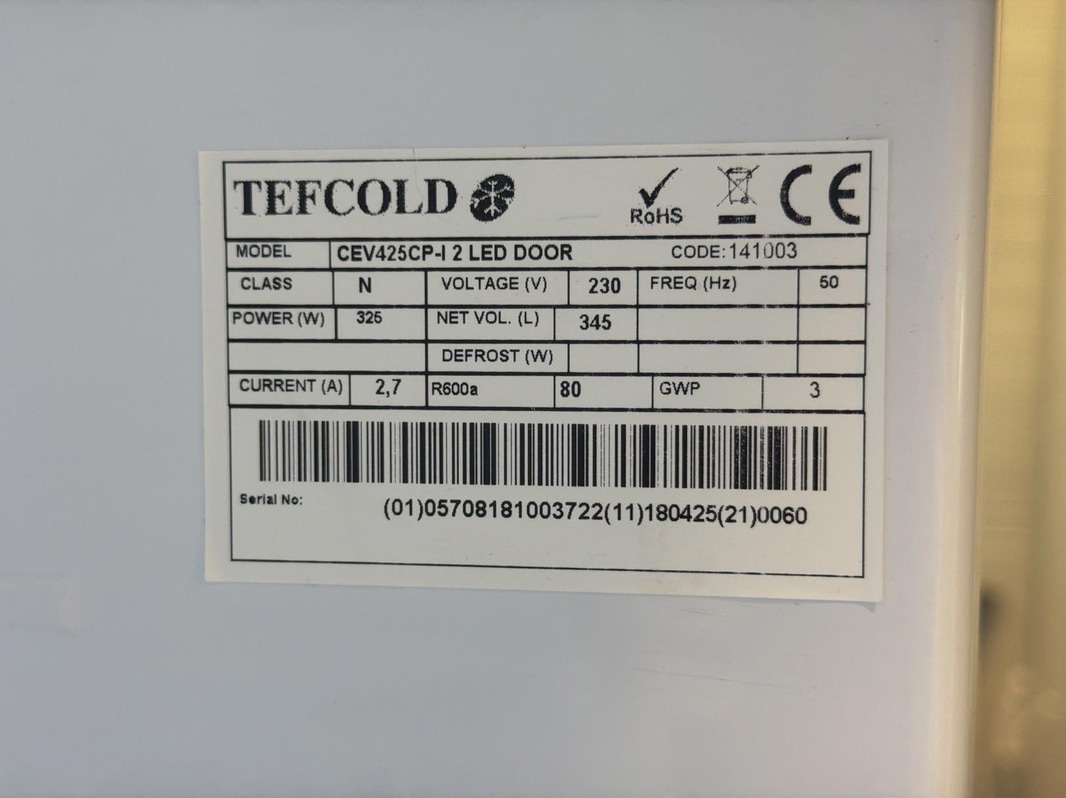 TEFCOLD RoHS CE
MODEL CEV425CP-I 2 LED DOOR CODE: 141003
CLASS N VOLTAGE (V) 230 FREQ (Hz) 50
POWER (W) 325 NET VOL. (L) 345
DEFROST (W)
CURRENT (A) 2,7 R600a 80 GWP 3
Serial No:
(01)05708181003722(11)180425(21)0060